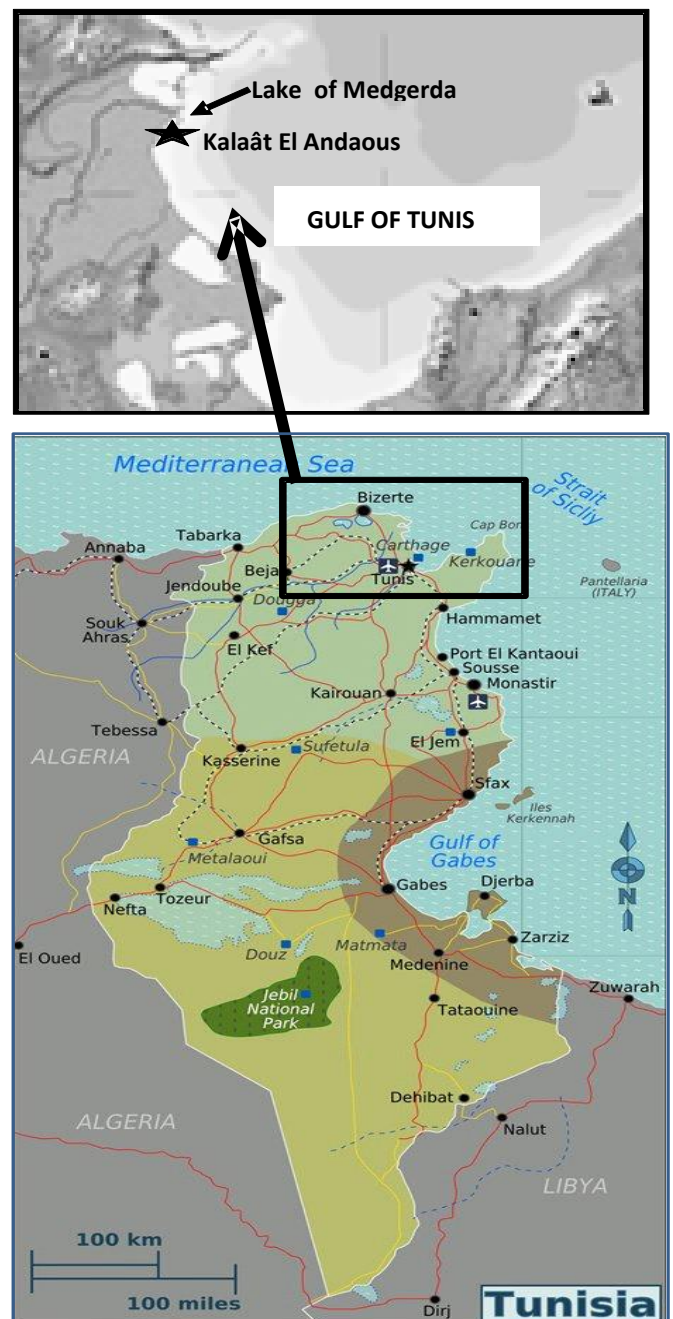 Lake of Medgerda
Kalaât El Andaous
GULF OF TUNIS
Mediterranean Sea
Strait
of Sicliy
Bizerte
Cap Bon
Tabarka
Annaba
Carthage
Beja
Kerkouane
Tunis
Pantellaria
(ITALY)
Jendoube
Dougga
Hammamet
Souk
Ahras
El Kef
Port El Kantaoui
Sousse
Monastir
Kairouan
Tebessa
El Jem
ALGERIA
Sufetula
Kasserine
Sfax
Iles
Kerkennah
Gafsa
Gulf of
Gabes
Metalaoui
Gabes
Djerba
Tozeur
Nefta
N
El Oued
Douz
Matmata
Zarziz
Medenine
Zuwarah
Jebil
National
Park
Tataouine
Dehibat
ALGERIA
Nalut
LIBYA
100 km
100 miles
Dirj
Tunisia